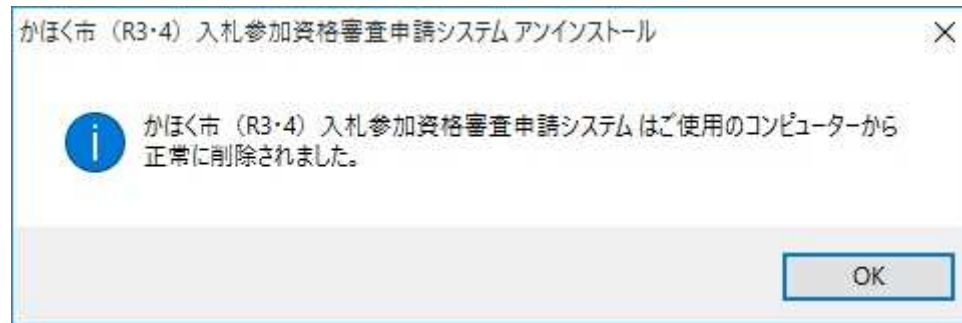 かほく市（R3･4）入札参加資格審査申請システム アンインストール
かほく市（R3･4）入札参加資格審査申請システム はご使用のコンピューターから
正常に削除されました。
OK